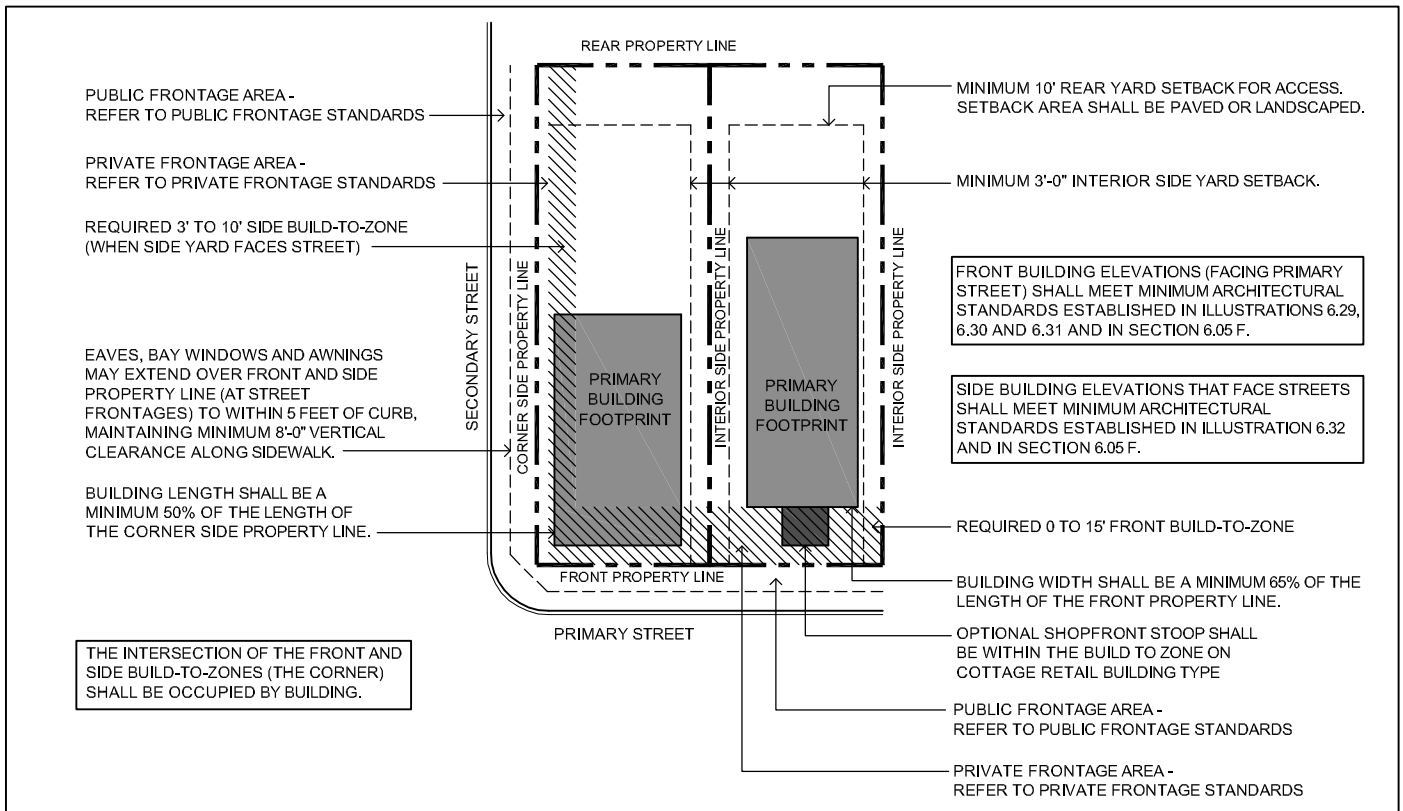 REAR PROPERTY LINE
PUBLIC FRONTAGE AREA -
REFER TO PUBLIC FRONTAGE STANDARDS
PRIVATE FRONTAGE AREA -
REFER TO PRIVATE FRONTAGE STANDARDS
REQUIRED 3' TO 10' SIDE BUILD-TO-ZONE
(WHEN SIDE YARD FACES STREET)
EAVES, BAY WINDOWS AND AWNINGS
MAY EXTEND OVER FRONT AND SIDE
PROPERTY LINE (AT STREET
FRONTAGES) TO WITHIN 5 FEET OF CURB,
MAINTAINING MINIMUM 8'-0" VERTICAL
CLEARANCE ALONG SIDEWALK.
BUILDING LENGTH SHALL BE A
MINIMUM 50% OF THE LENGTH OF
THE CORNER SIDE PROPERTY LINE.
THE INTERSECTION OF THE FRONT AND
SIDE BUILD-TO-ZONES (THE CORNER)
SHALL BE OCCUPIED BY BUILDING.
SECONDARY STREET
CORNER SIDE PROPERTY LINE
PRIMARY
BUILDING
FOOTPRINT
INTERIOR SIDE PROPERTY LINE
PRIMARY
BUILDING
FOOTPRINT
INTERIOR SIDE PROPERTY LINE
FRONT PROPERTY LINE
PRIMARY STREET
MINIMUM 10' REAR YARD SETBACK FOR ACCESS.
SETBACK AREA SHALL BE PAVED OR LANDSCAPED.
MINIMUM 3'-0" INTERIOR SIDE YARD SETBACK.
FRONT BUILDING ELEVATIONS (FACING PRIMARY
STREET) SHALL MEET MINIMUM ARCHITECTURAL
STANDARDS ESTABLISHED IN ILLUSTRATIONS 6.29,
6.30 AND 6.31 AND IN SECTION 6.05 F.
SIDE BUILDING ELEVATIONS THAT FACE STREETS
SHALL MEET MINIMUM ARCHITECTURAL
STANDARDS ESTABLISHED IN ILLUSTRATION 6.32
AND IN SECTION 6.05 F.
REQUIRED 0 TO 15' FRONT BUILD-TO-ZONE
BUILDING WIDTH SHALL BE A MINIMUM 65% OF THE
LENGTH OF THE FRONT PROPERTY LINE.
OPTIONAL SHOPFRONT STOOP SHALL
BE WITHIN THE BUILD TO ZONE ON
COTTAGE RETAIL BUILDING TYPE
PUBLIC FRONTAGE AREA -
REFER TO PUBLIC FRONTAGE STANDARDS
PRIVATE FRONTAGE AREA -
REFER TO PRIVATE FRONTAGE STANDARDS